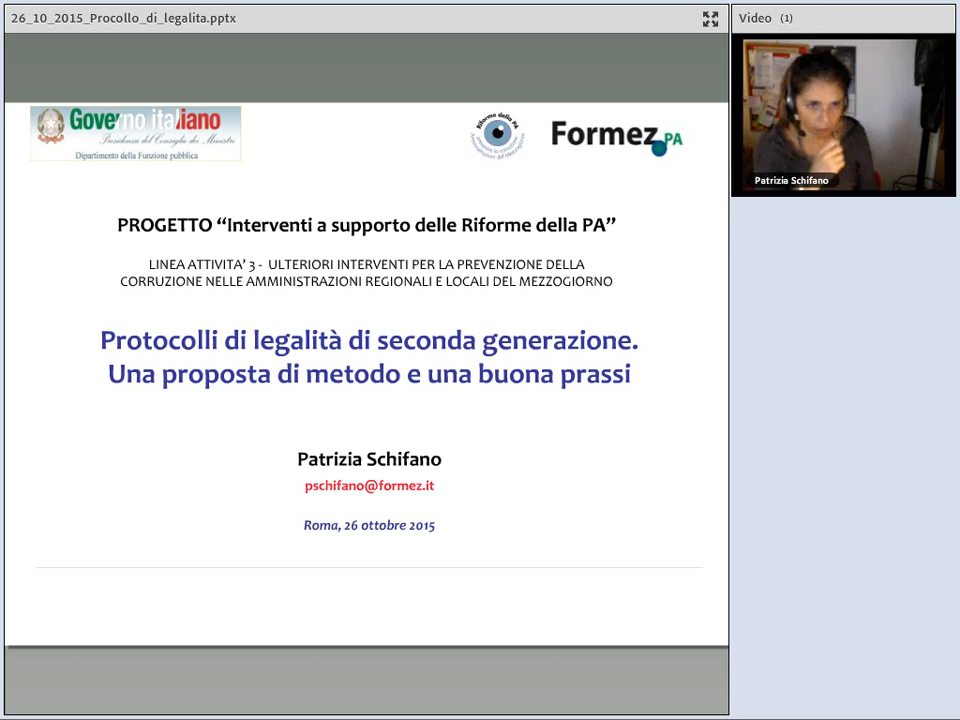 26_10_2015_Procollo_di_legalita.pptx
Video (1)
Governo italiano
Presidenza del Consiglio dei Ministri
Dipartimento della Funzione pubblica
Riforme della PA
Formez PA
Patrizia Schifano
PROGETTO “Interventi a supporto delle Riforme della PA”
LINEA ATTIVITA’ 3 - ULTERIORI INTERVENTI PER LA PREVENZIONE DELLA
CORRUZIONE NELLE AMMINISTRAZIONI REGIONALI E LOCALI DEL MEZZOGIORNO
Protocolli di legalità di seconda generazione.
Una proposta di metodo e una buona prassi
Patrizia Schifano
pschifano@formez.it
Roma, 26 ottobre 2015